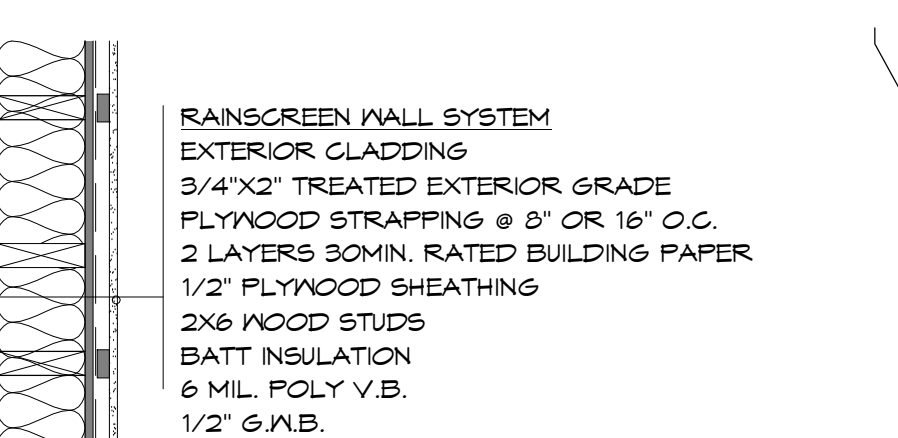 RAINSCREEN WALL SYSTEM
EXTERIOR CLADDING
3/4"X2" TREATED EXTERIOR GRADE
PLYWOOD STRAPPING @ 8" OR 16" O.C.
2 LAYERS 30MIN. RATED BUILDING PAPER
1/2" PLYWOOD SHEATHING
2X6 WOOD STUDS
BATT INSULATION
6 MIL. POLY V.B.
1/2" G.W.B.